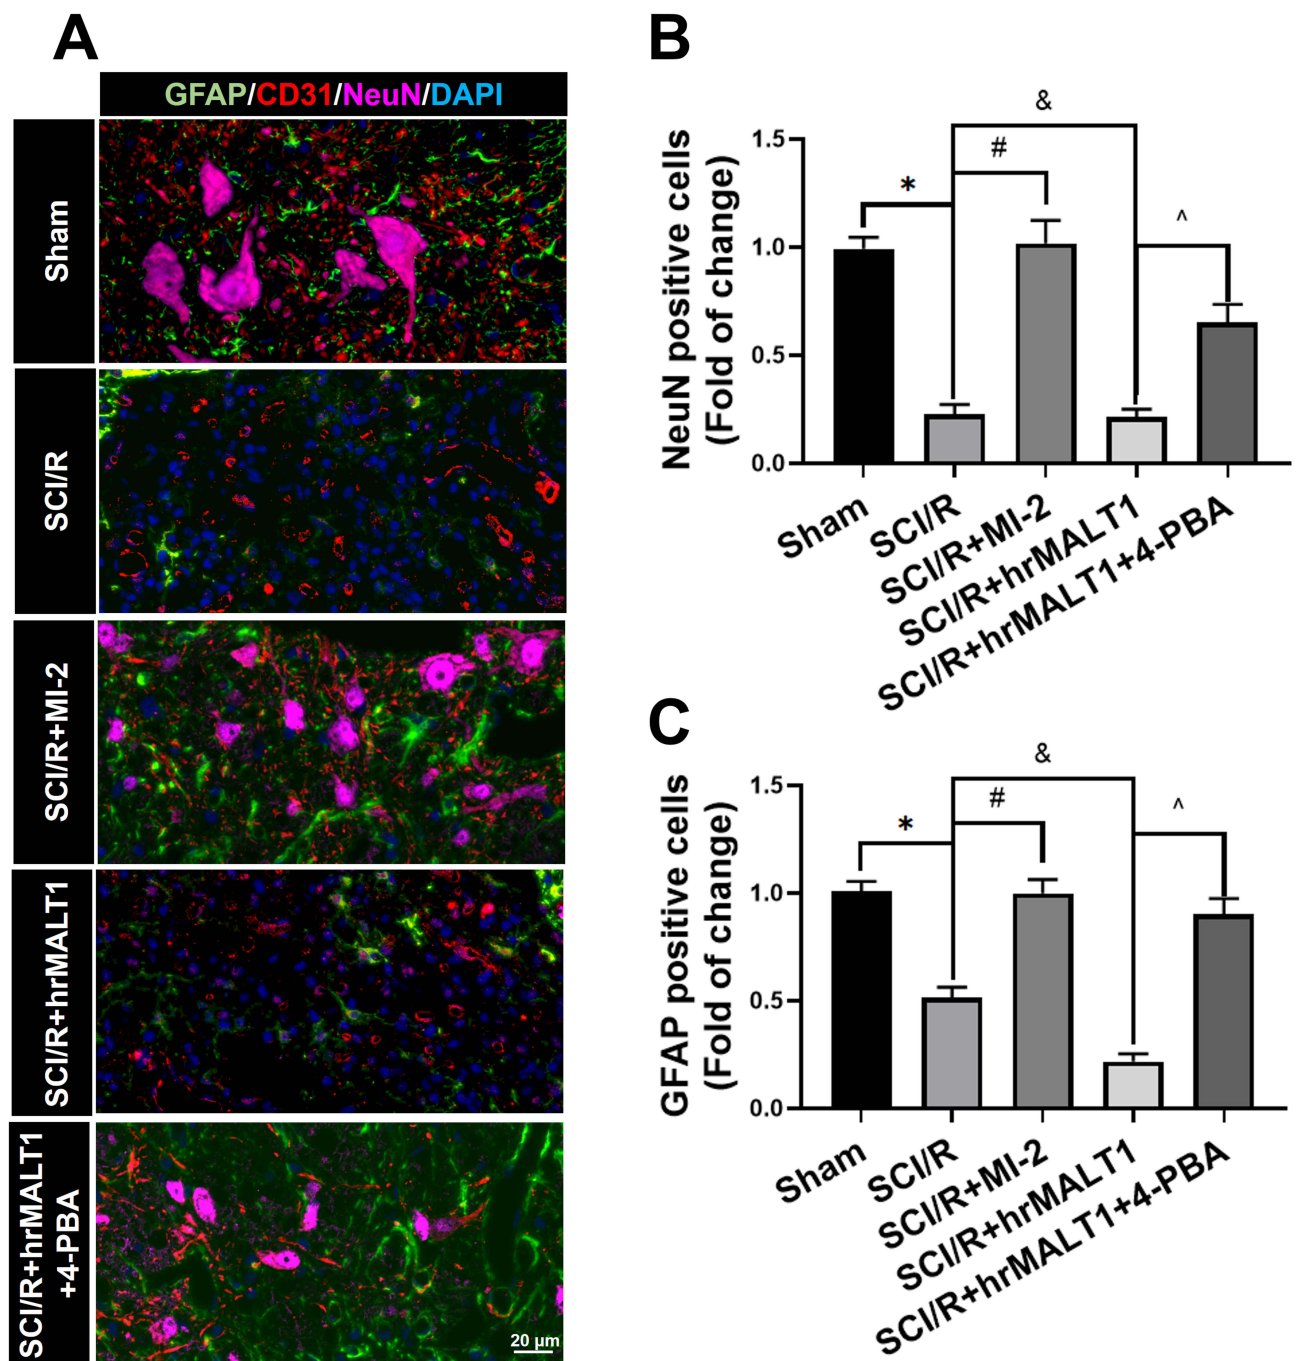 A
GFAP/CD31/NeuN/DAPI
Sham
SCI/R
SCI/R+MI-2
SCI/R+hrMALT1
SCI/R+hrMALT1
+4-PBA
20 µm
B
NeuN positive cells
(Fold of change)
1.5
1.0
0.5
0.0
*
#
&
^
Sham
SCI/R
SCI/R+MI-2
SCI/R+hrMALT1
SCI/R+hrMALT1+4-PBA
C
GFAP positive cells
(Fold of change)
1.5
1.0
0.5
0.0
*
#
&
^
Sham
SCI/R
SCI/R+MI-2
SCI/R+hrMALT1
SCI/R+hrMALT1+4-PBA